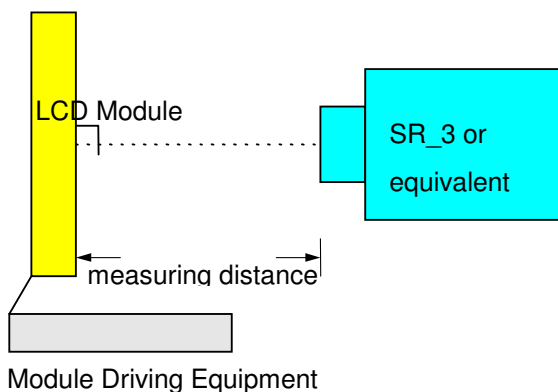 LCD Module
SR_3 or
equivalent
measuring distance
Module Driving Equipment